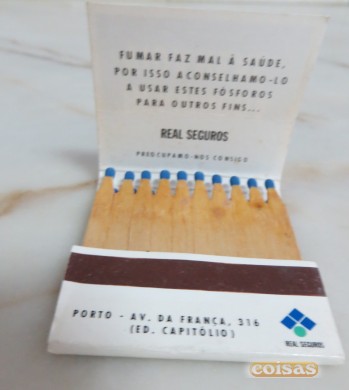 FUMAR FAZ MAL À SAÚDE,
POR ISSO ACONSELHAMO-LO
A USAR ESTES FÓSFOROS
PARA OUTROS FINS...
REAL SEGUROS
PREOCUPAMO-NOS CONSIGO
PORTO - AV. DA FRANÇA, 316
(ED. CAPITÓLIO)
REAL SEGUROS
coisas